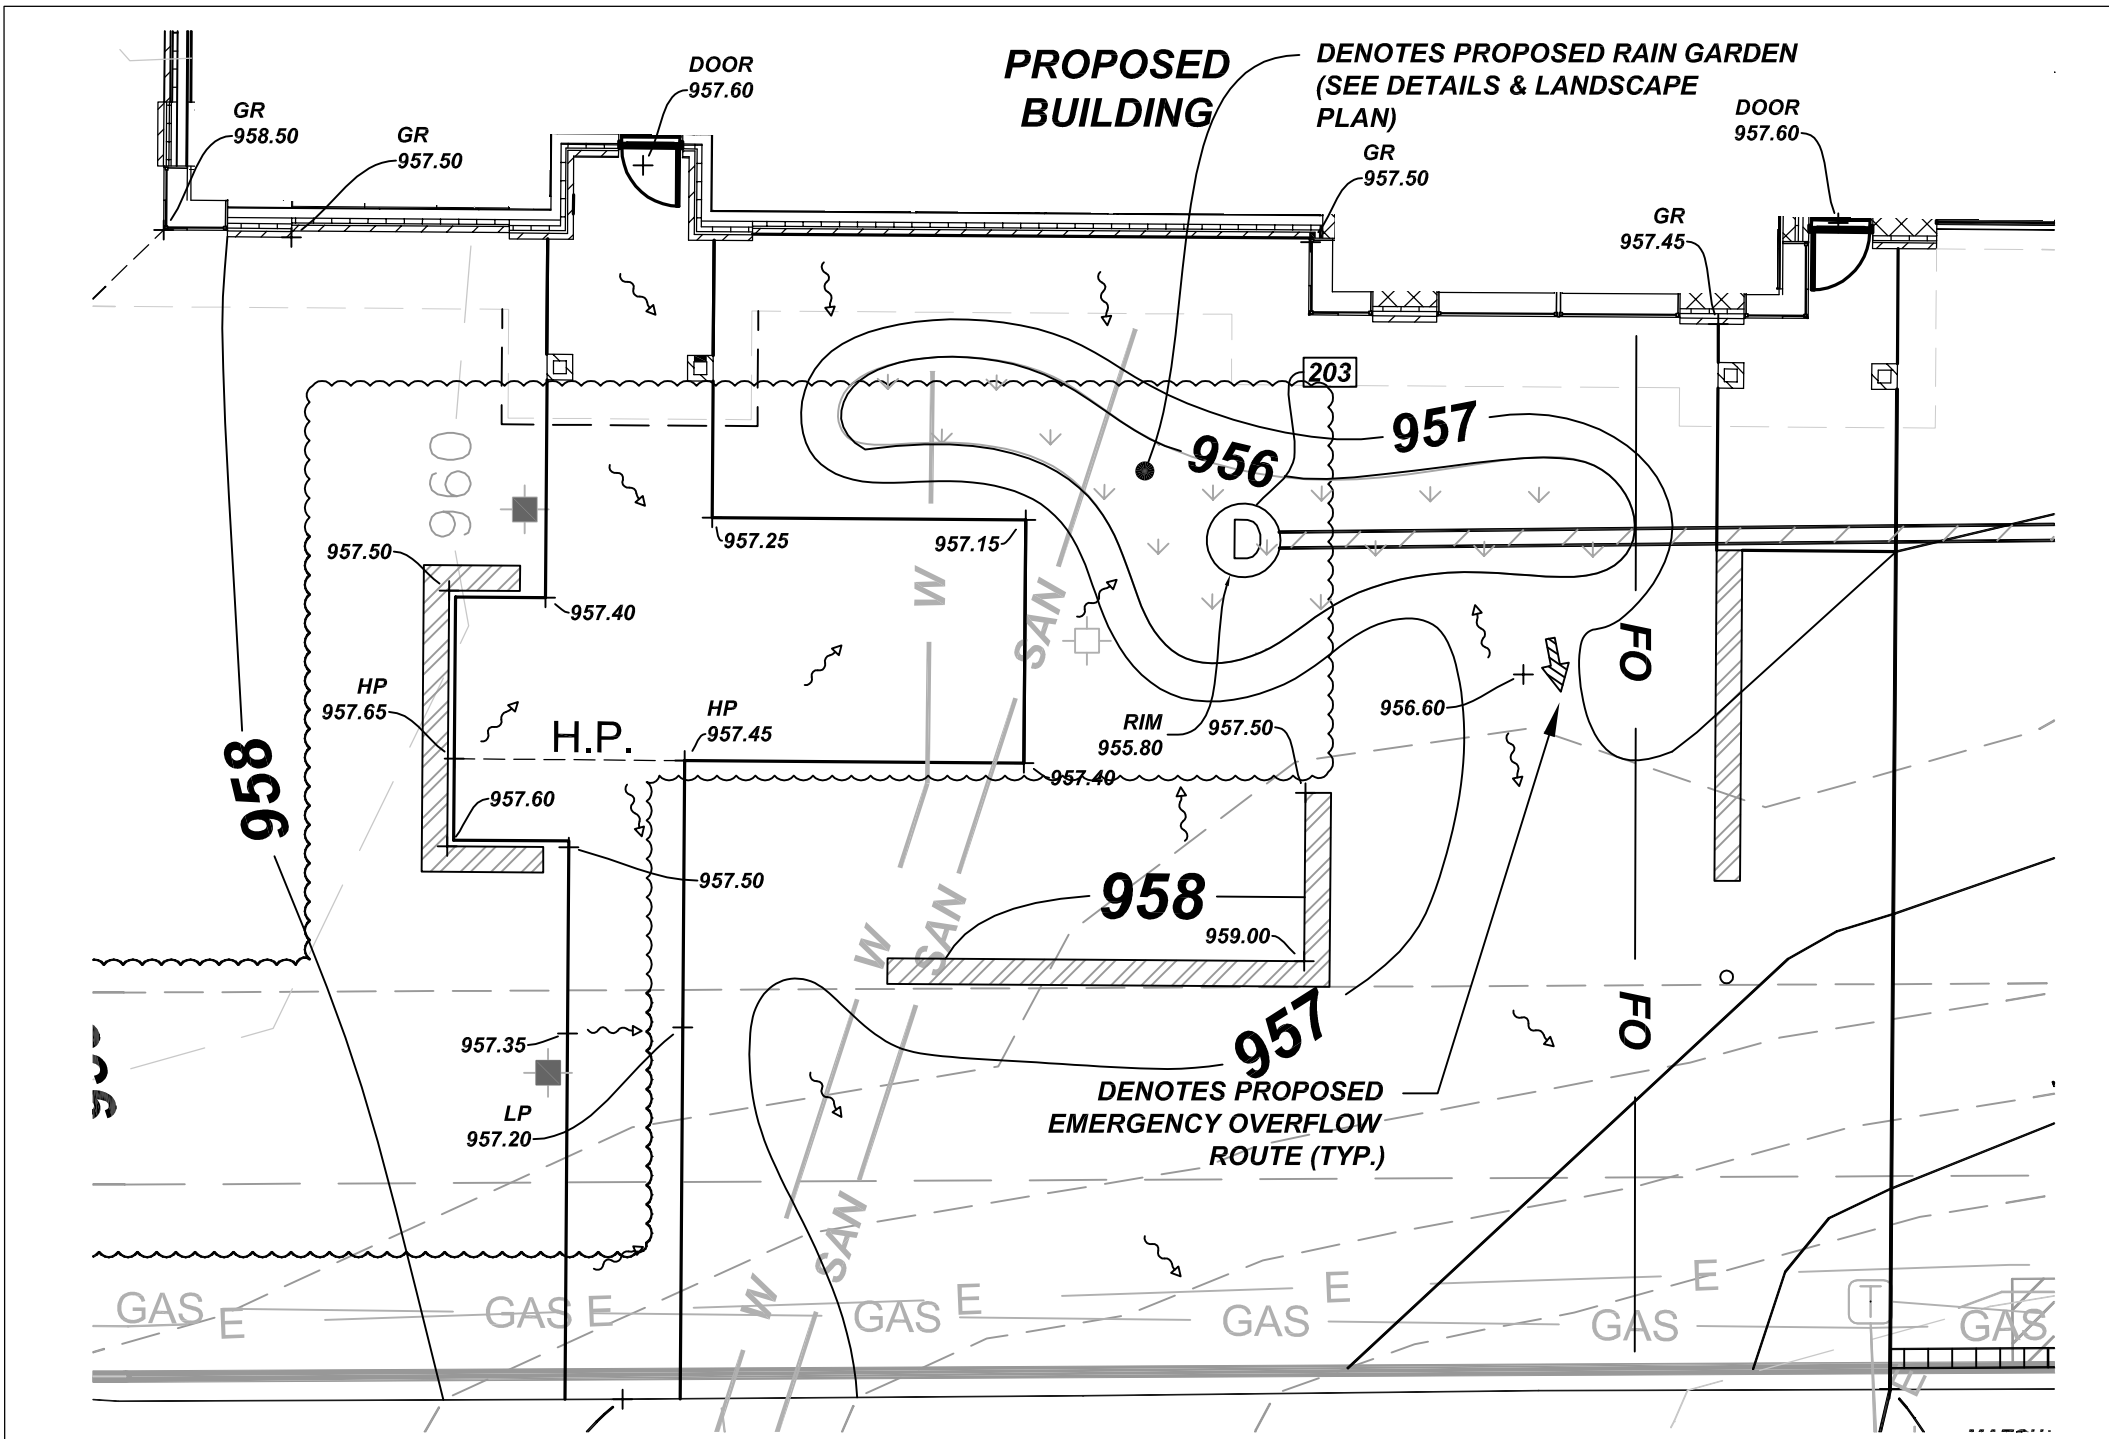 PROPOSED
BUILDING
DENOTES PROPOSED RAIN GARDEN
(SEE DETAILS & LANDSCAPE
PLAN)
DOOR
957.60
GR
958.50
GR
957.50
GR
957.50
DOOR
957.60
GR
957.45
203
957
956
960
D
957.25
957.15
957.50
957.40
W
SAN
FO
HP
957.65
H.P.
HP
957.45
RIM
955.80
957.50
956.60
958
957.60
957.40
957.50
958
959.00
W
SAN
957
FO
957.35
LP
957.20
DENOTES PROPOSED
EMERGENCY OVERFLOW
ROUTE (TYP.)
SAN
W
GAS
E
GAS
E
GAS
E
GAS
E
GAS
E
T
GAS
E